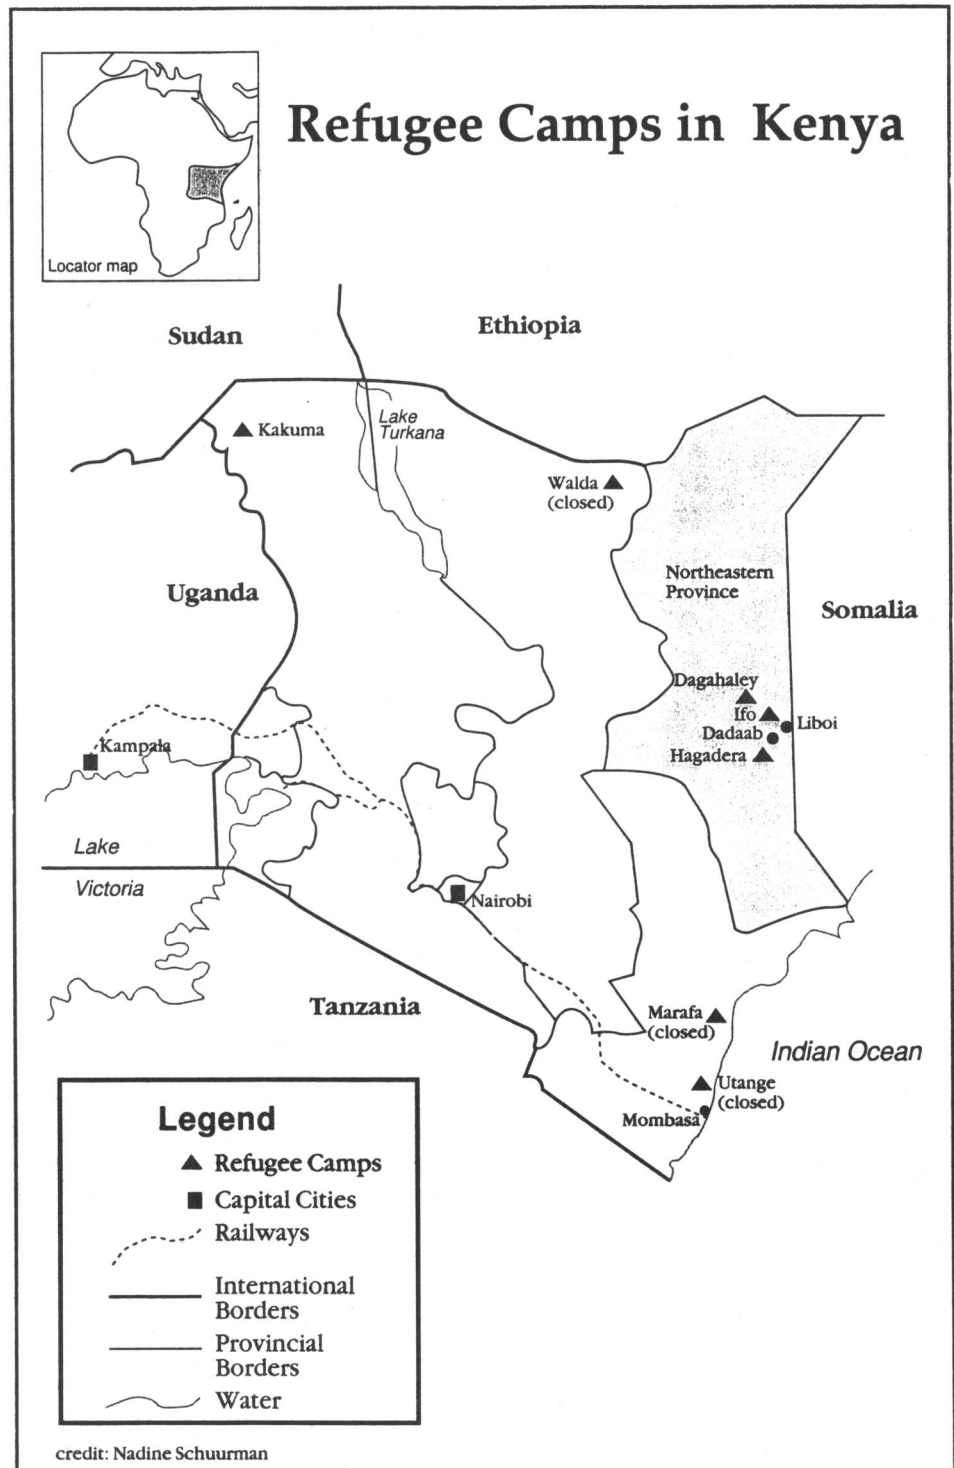 Refugee Camps in Kenya
Locator map
Sudan
Ethiopia
Kakuma
Lake
Turkana
Walda
(closed)
Northeastern
Province
Uganda
Somalia
Dagahaley
Ifo
Liboi
Dadaab
Hagadera
Kampala
Lake
Victoria
Nairobi
Tanzania
Marafa
(closed)
Indian Ocean
Utange
(closed)
Mombasa
Legend
Refugee Camps
Capital Cities
Railways
International
Borders
Provincial
Borders
Water
credit: Nadine Schuurman